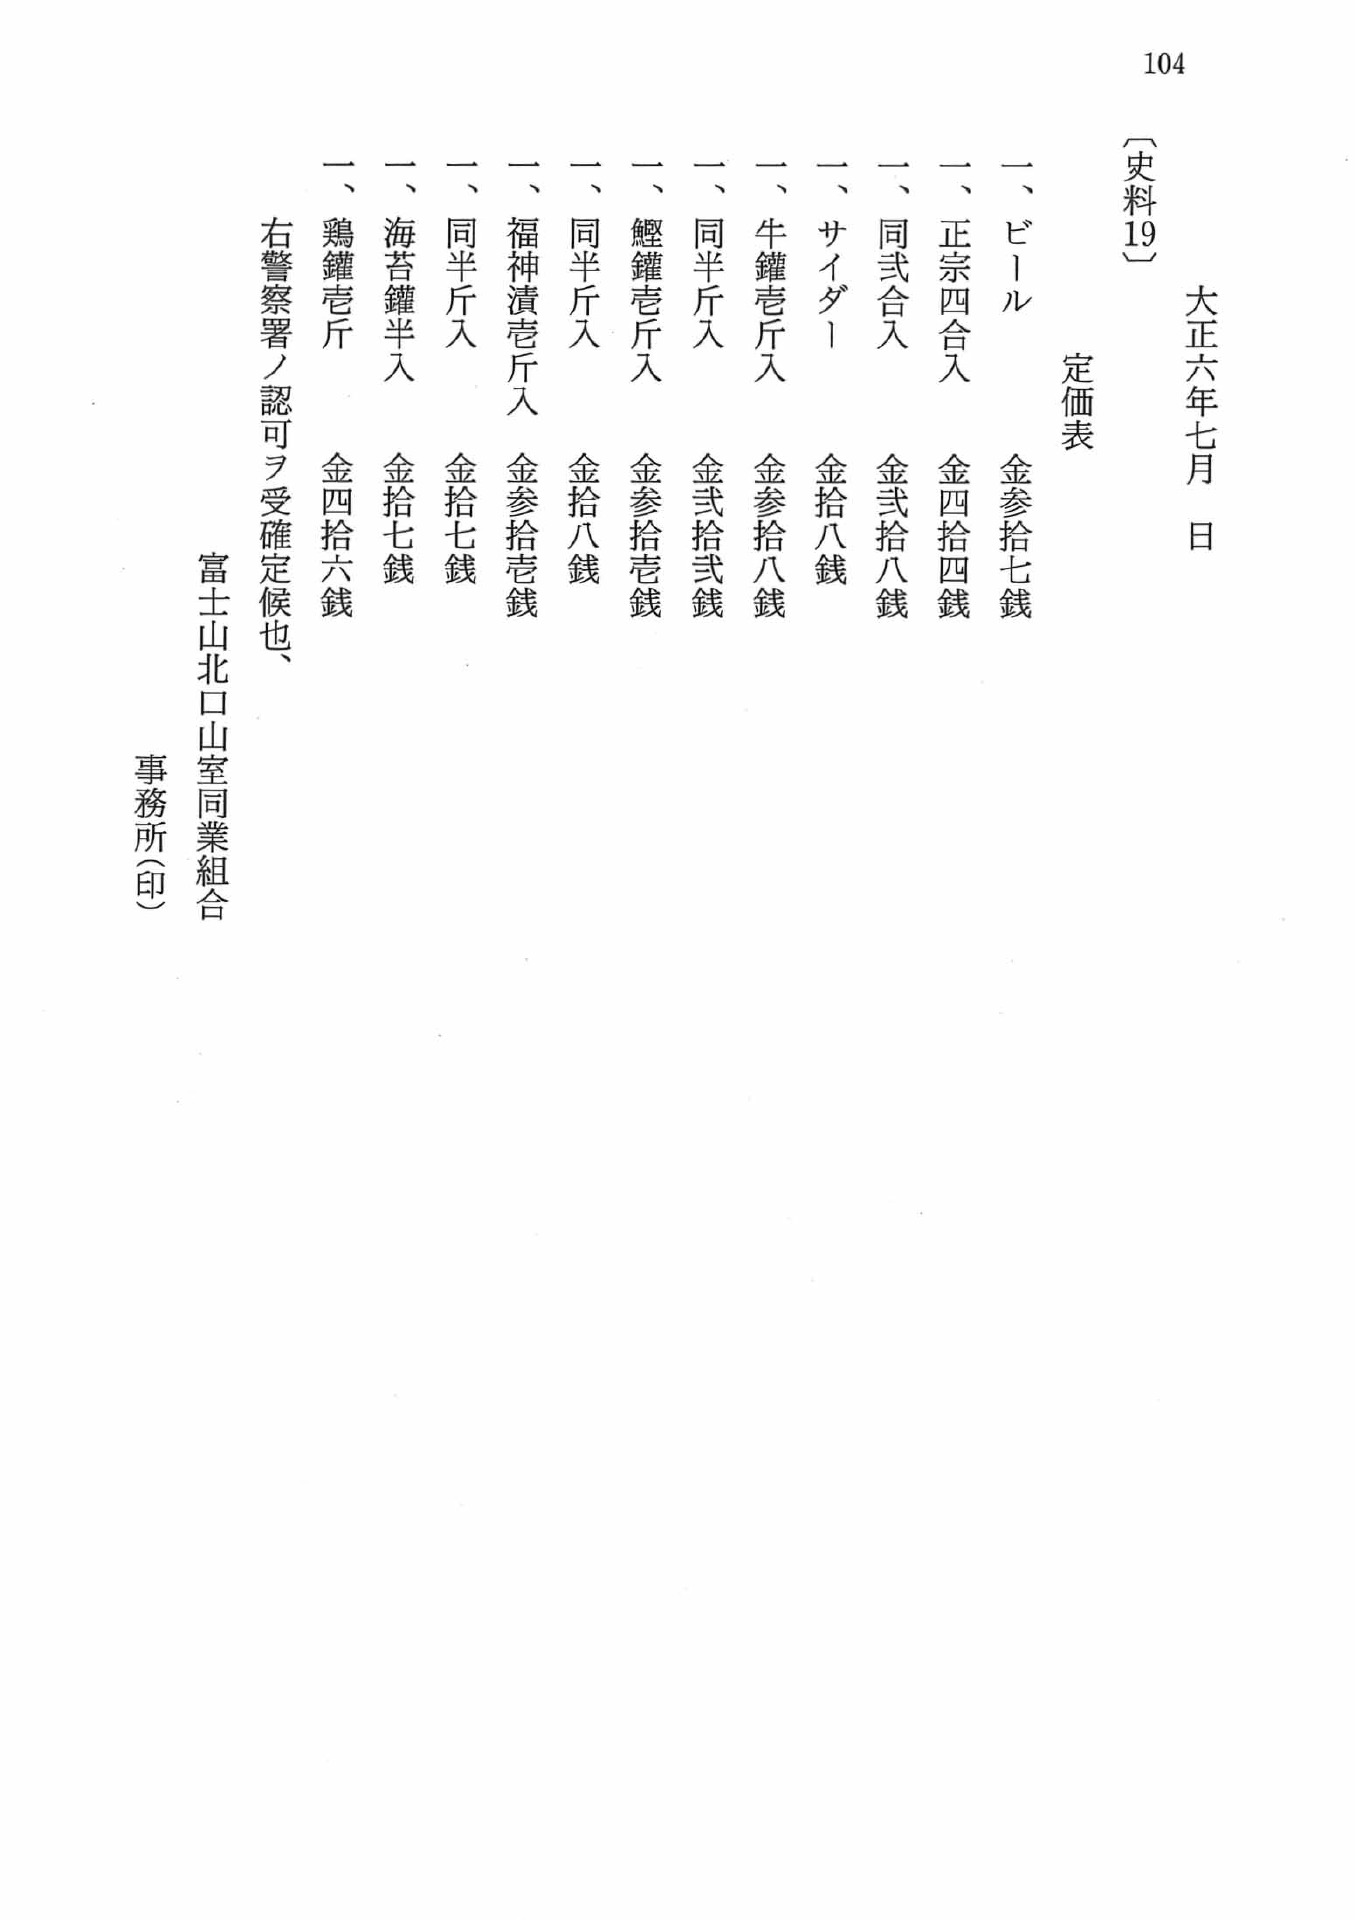 104
大正六年七月　日
〔史料19〕
定価表
一、ビール　金参拾七銭
一、正宗四合入　金四拾四銭
一、同弐合入　金弐拾八銭
一、サイダー　金拾八銭
一、牛鑵壱斤入　金参拾八銭
一、同半斤入　金弐拾弐銭
一、鰹鑵壱斤入　金参拾壱銭
一、同半斤入　金拾八銭
一、福神漬壱斤入　金参拾壱銭
一、同半斤入　金拾七銭
一、海苔鑵半入　金拾七銭
一、鶏鑵壱斤　金四拾六銭
右警察署ノ認可ヲ受確定候也、
富士山北口山室同業組合
事務所（印）